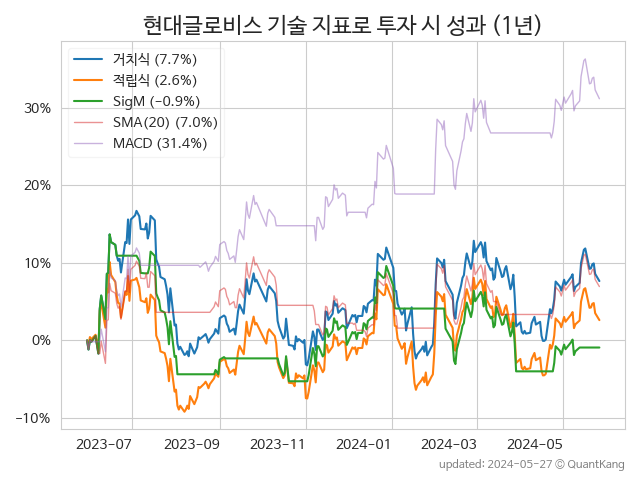 현대글로비스 기술 지표로 투자 시 성과 (1년)
거치식 (7.7%)
적립식 (2.6%)
SigM (−0.9%)
SMA(20) (7.0%)
MACD (31.4%)
30%
20%
10%
0%
−10%
2023-07 2023-09 2023-11 2024-01 2024-03 2024-05
updated: 2024-05-27 © QuantKang